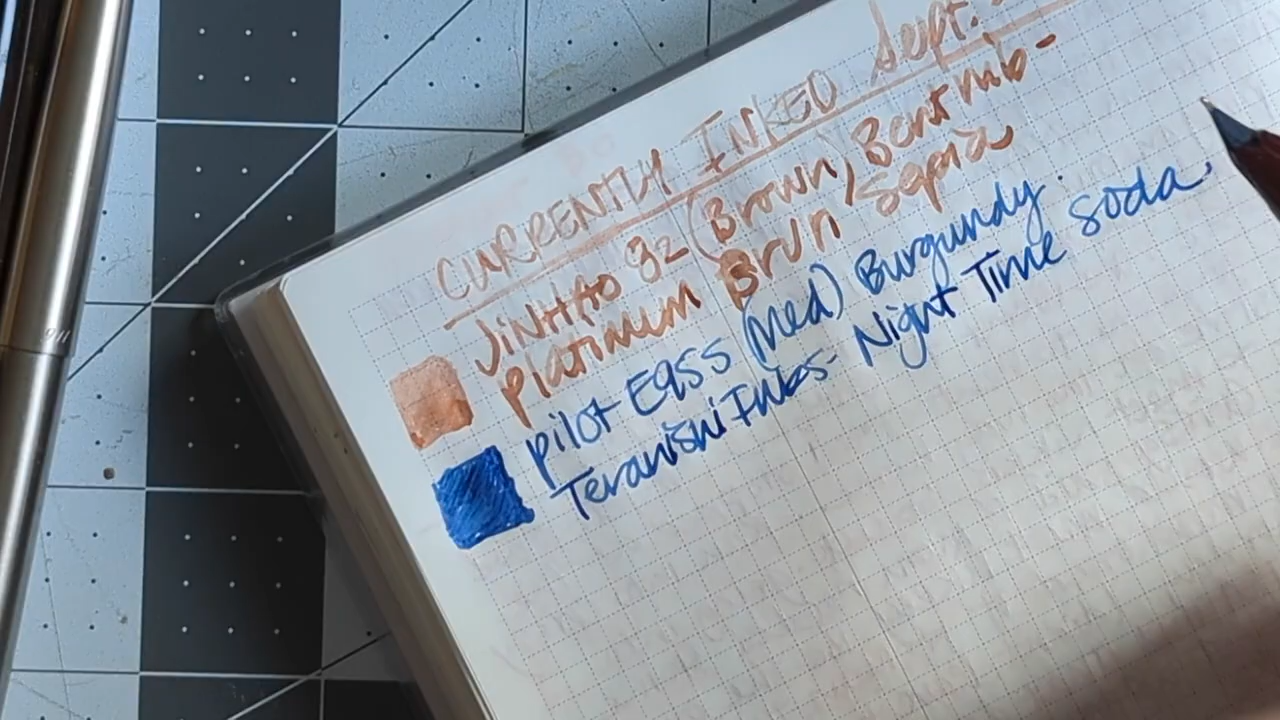 CURRENTLY INKED Sept.
JiNHAO 82 (Brown) Bent nib -
platinum Brun Sepia
pilot E95S (Med) Burgundy.
Teranishi Inks - Night Time soda.